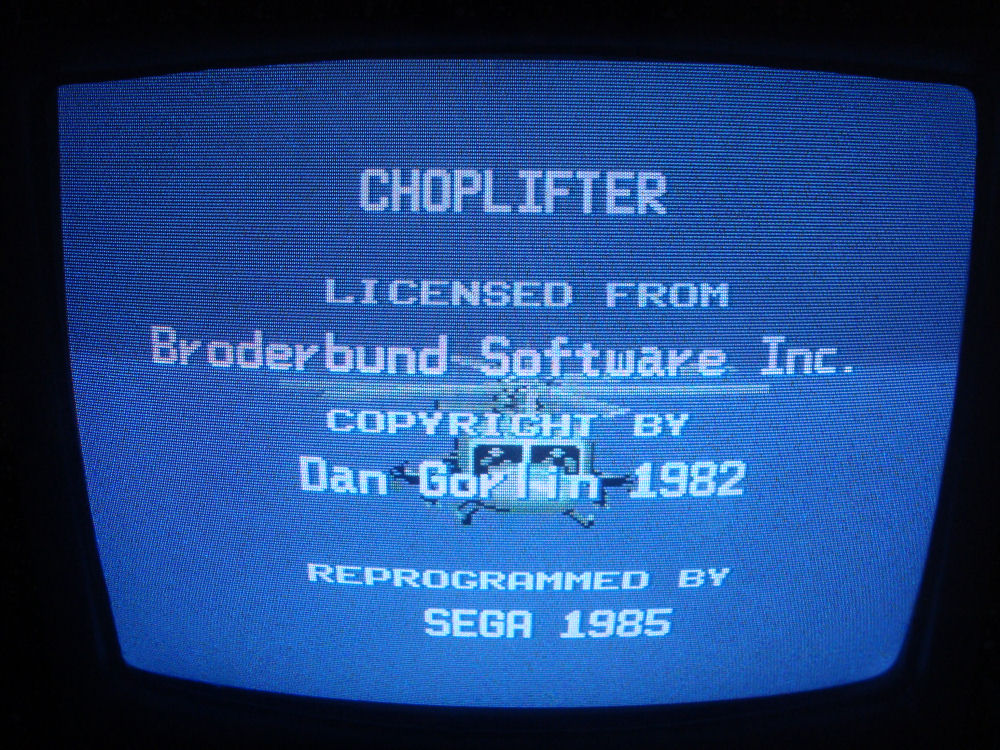 CHOPLIFTER
LICENSED FROM
Broderbund Software Inc.
COPYRIGHT BY
Dan Gorlin 1982
REPROGRAMMED BY
SEGA 1985